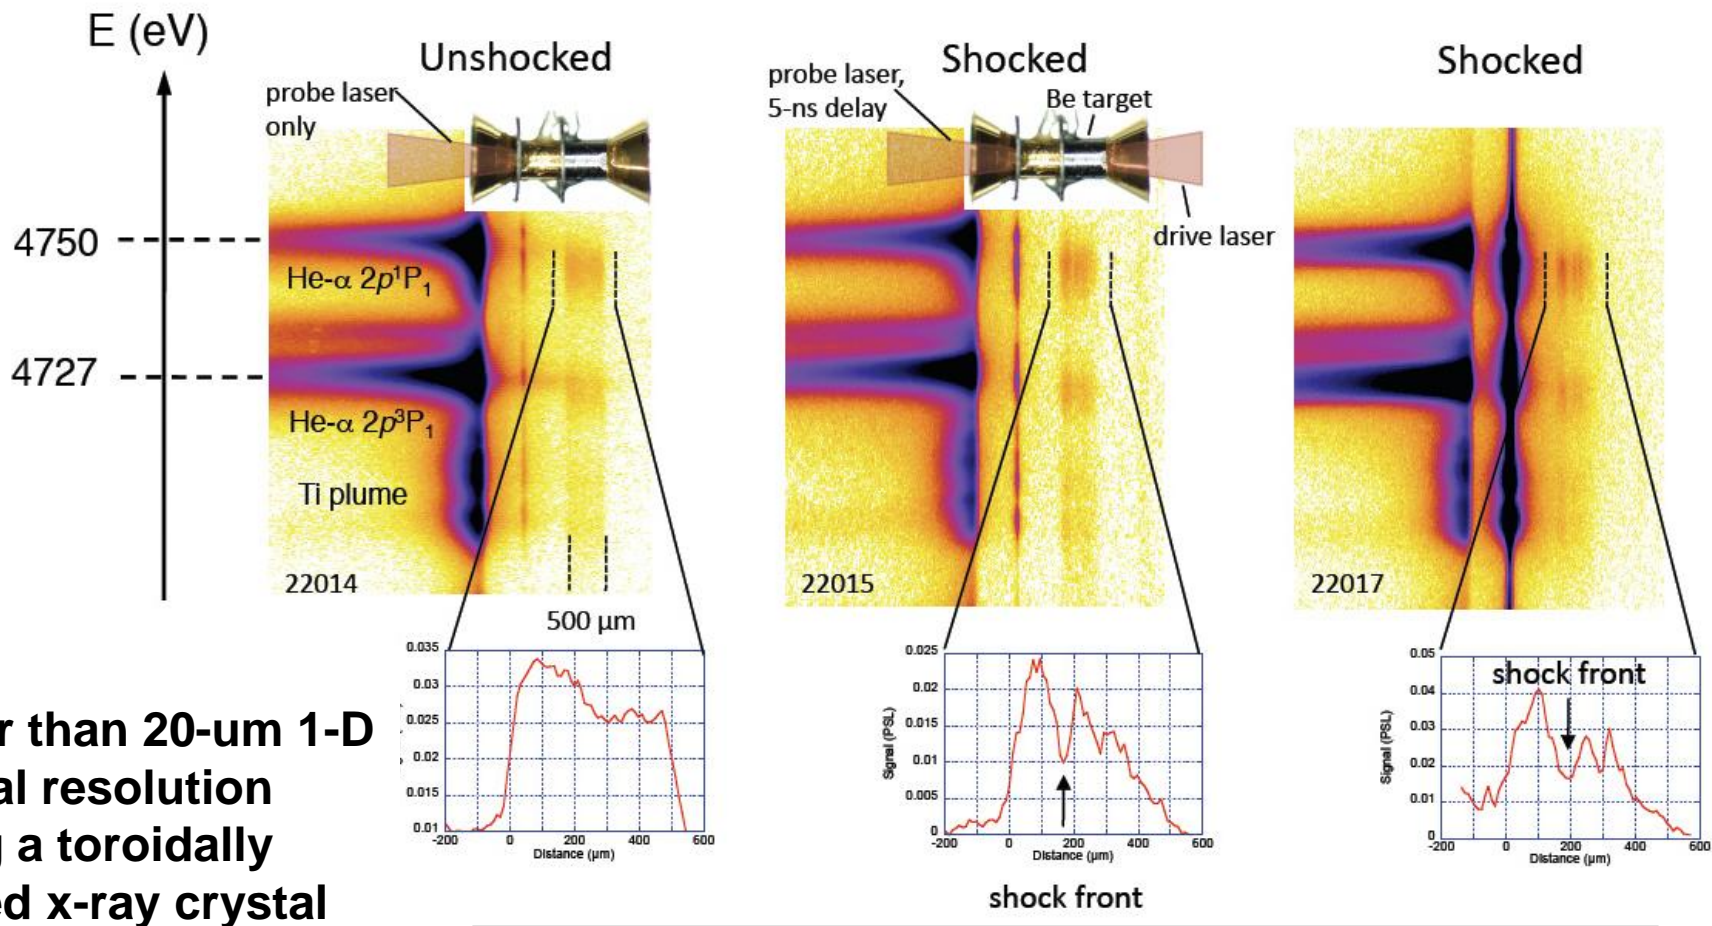 E (eV)
Unshocked
Shocked
Shocked
probe laser
only
probe laser,
5-ns delay
Be target
drive laser
4750
He-α 2p¹P₁
4727
He-α 2p³P₁
Ti plume
22014
22015
22017
500 μm
0.035
0.03
0.025
0.02
0.015
0.01
-200 0 200 400 600
Distance (μm)
0.025
0.02
0.015
0.01
0.005
0
Signal (PSL)
-200 0 200 400 600
Distance (μm)
shock front
0.05
0.04
0.03
0.02
0.01
0
Signal (PSL)
shock front
-200 0 200 400 600
Distance (μm)
than 20-um 1-D
resolution
a toroidally
x-ray crystal